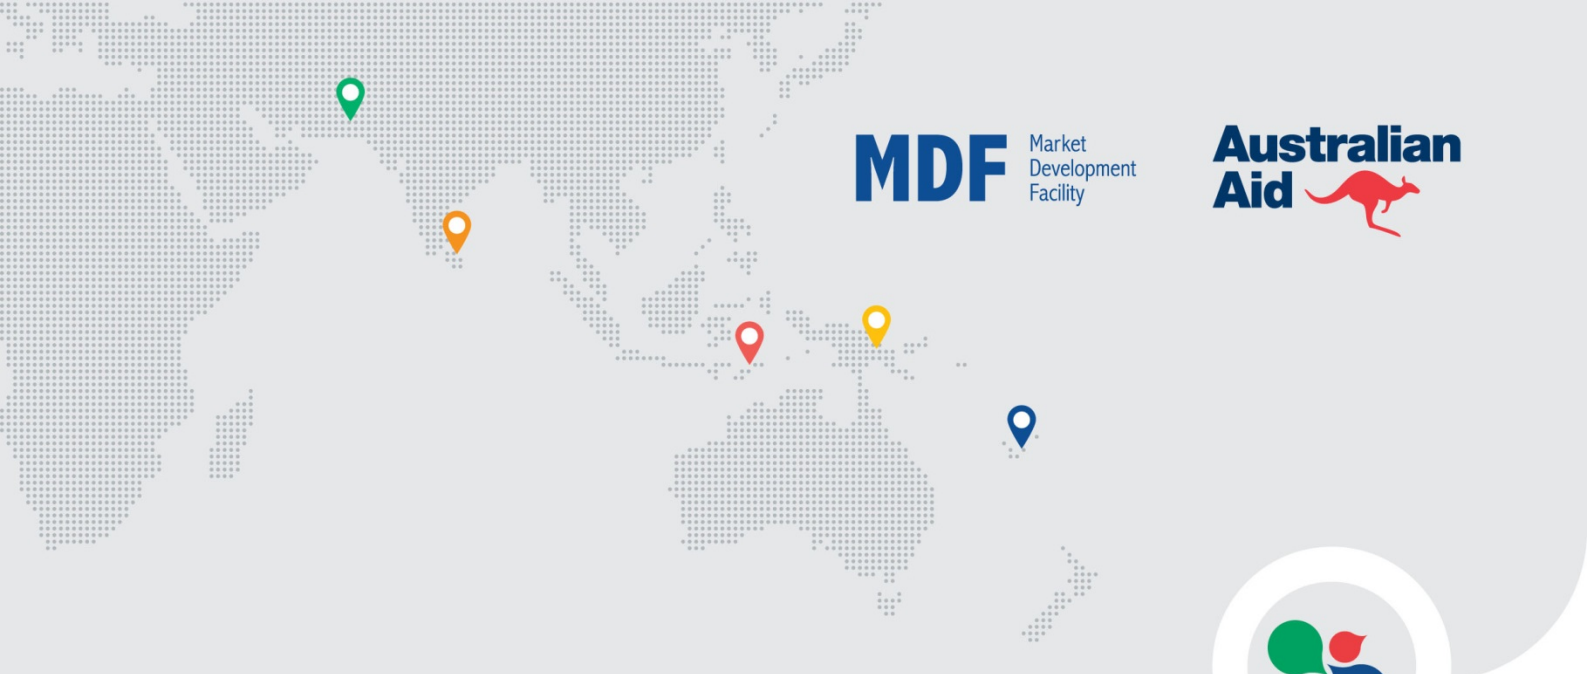 MDF
Market
Development
Facility
Australian
Aid